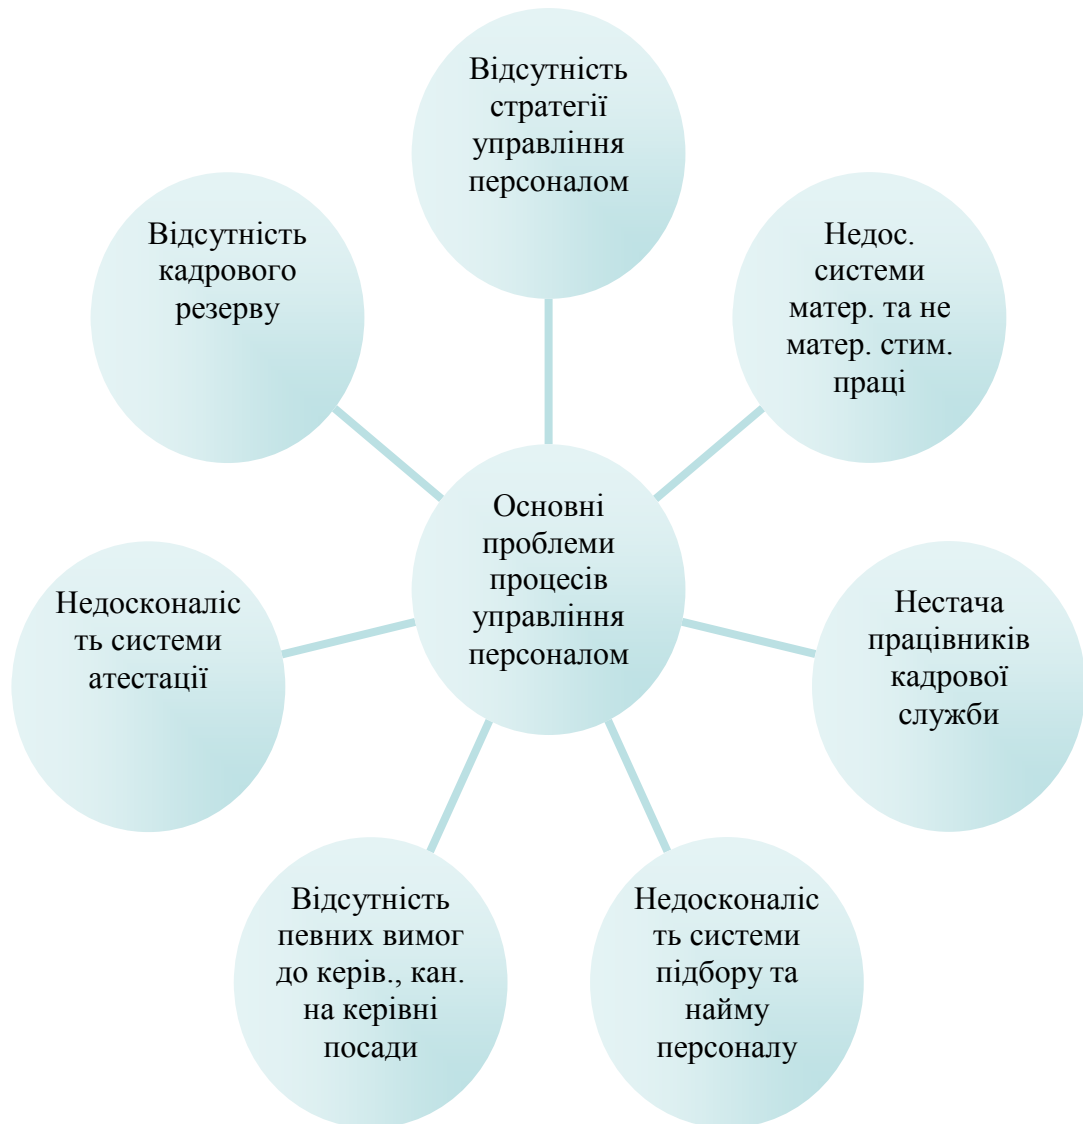 Відсутність
стратегії
управління
персоналом
Відсутність
кадрового
резерву
Недос.
системи
матер. та не
матер. стим.
праці
Основні
проблеми
процесів
управління
персоналом
Недосконаліс
ть системи
атестації
Нестача
працівників
кадрової
служби
Відсутність
певних вимог
до керів., кан.
на керівні
посади
Недосконаліс
ть системи
підбору та
найму
персоналу